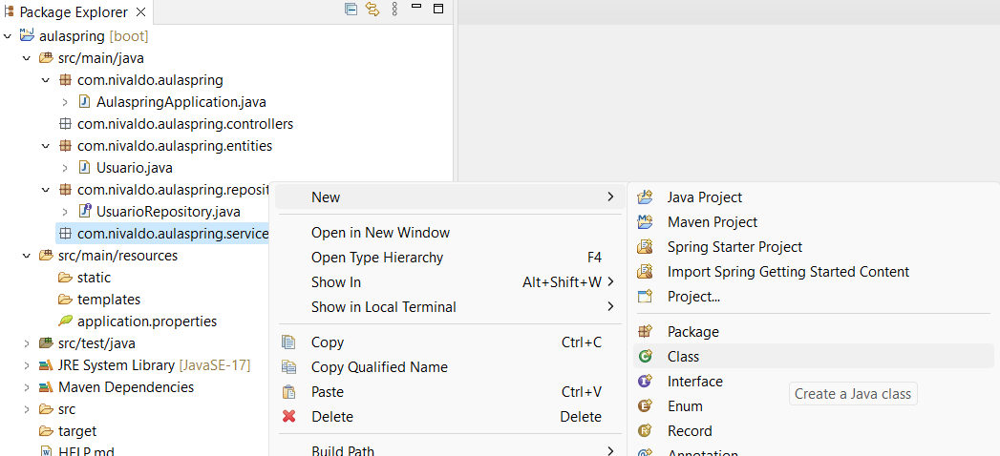 Package Explorer
aulaspring [boot]
src/main/java
com.nivaldo.aulaspring
AulaspringApplication.java
com.nivaldo.aulaspring.controllers
com.nivaldo.aulaspring.entities
Usuario.java
com.nivaldo.aulaspring.reposit
UsuarioRepository.java
com.nivaldo.aulaspring.service
src/main/resources
static
templates
application.properties
src/test/java
JRE System Library [JavaSE-17]
Maven Dependencies
src
target
HELP.md
New
Open in New Window
Open Type Hierarchy F4
Show In Alt+Shift+W
Show in Local Terminal
Copy Ctrl+C
Copy Qualified Name
Paste Ctrl+V
Delete Delete
Build Path
Java Project
Maven Project
Spring Starter Project
Import Spring Getting Started Content
Project...
Package
Class
Interface
Enum
Record
Annotation
Create a Java class